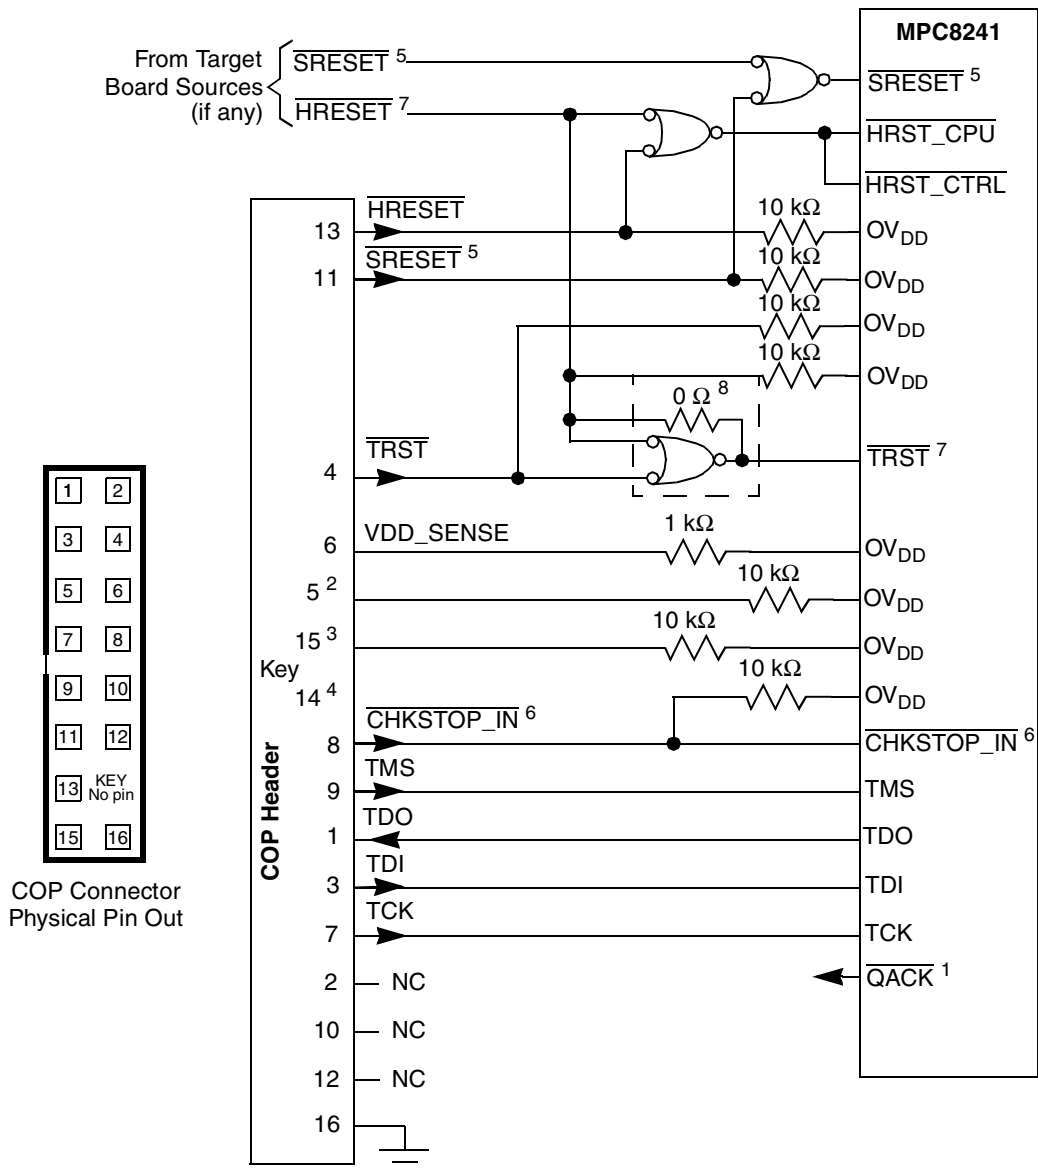 MPC8241
From Target
Board Sources
(if any)
SRESET 5
HRESET 7
SRESET 5
HRST_CPU
HRST_CTRL
13
HRESET
10 kΩ
OVDD
11
SRESET 5
10 kΩ
OVDD
10 kΩ
OVDD
10 kΩ
OVDD
0 Ω 8
4
TRST
TRST 7
6
VDD_SENSE
1 kΩ
OVDD
5 2
10 kΩ
OVDD
15 3
10 kΩ
OVDD
Key
14 4
10 kΩ
OVDD
8
CHKSTOP_IN 6
CHKSTOP_IN 6
9
TMS
TMS
1
TDO
TDO
3
TDI
TDI
7
TCK
TCK
QACK 1
2
NC
10
NC
12
NC
16
COP Header
1 2
3 4
5 6
7 8
9 10
11 12
13 KEY
No pin
15 16
COP Connector
Physical Pin Out